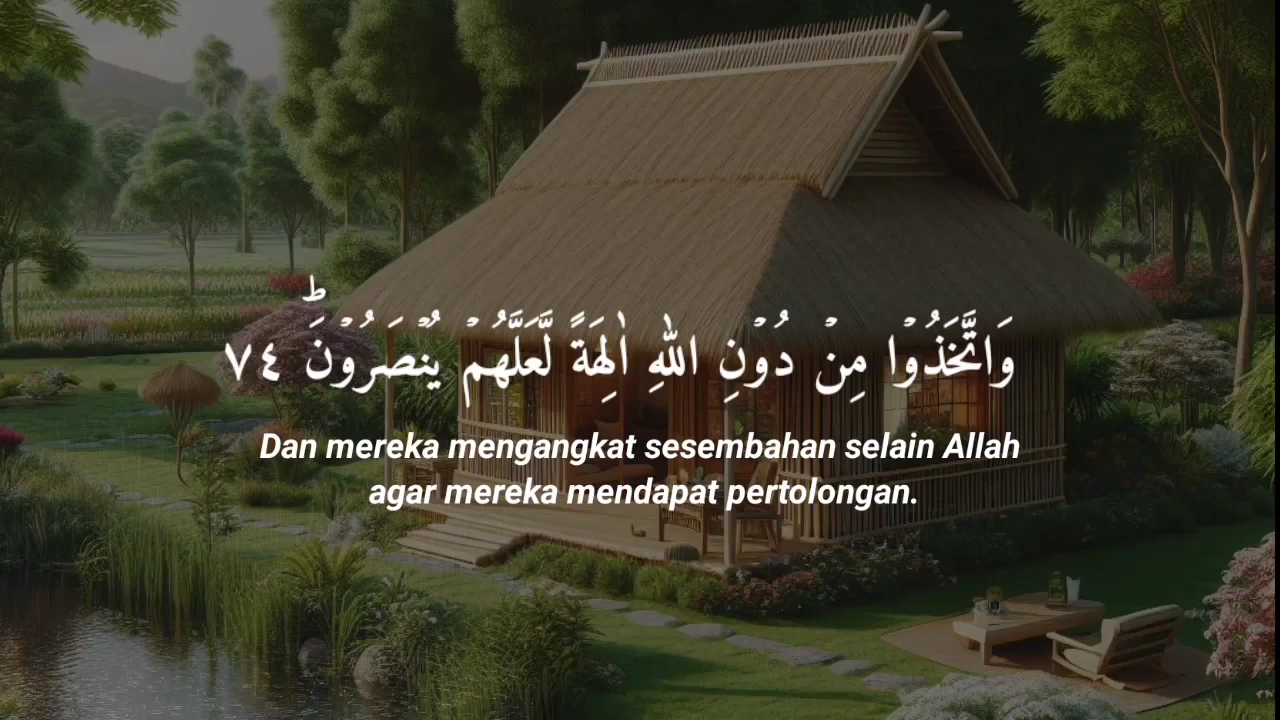 وَاتَّخَذُوْا مِنْ دُوْنِ اللّٰهِ اٰلِهَةً لَّعَلَّهُمْ يُنْصَرُوْنَۗ ٧٤
Dan mereka mengangkat sesembahan selain Allah
agar mereka mendapat pertolongan.